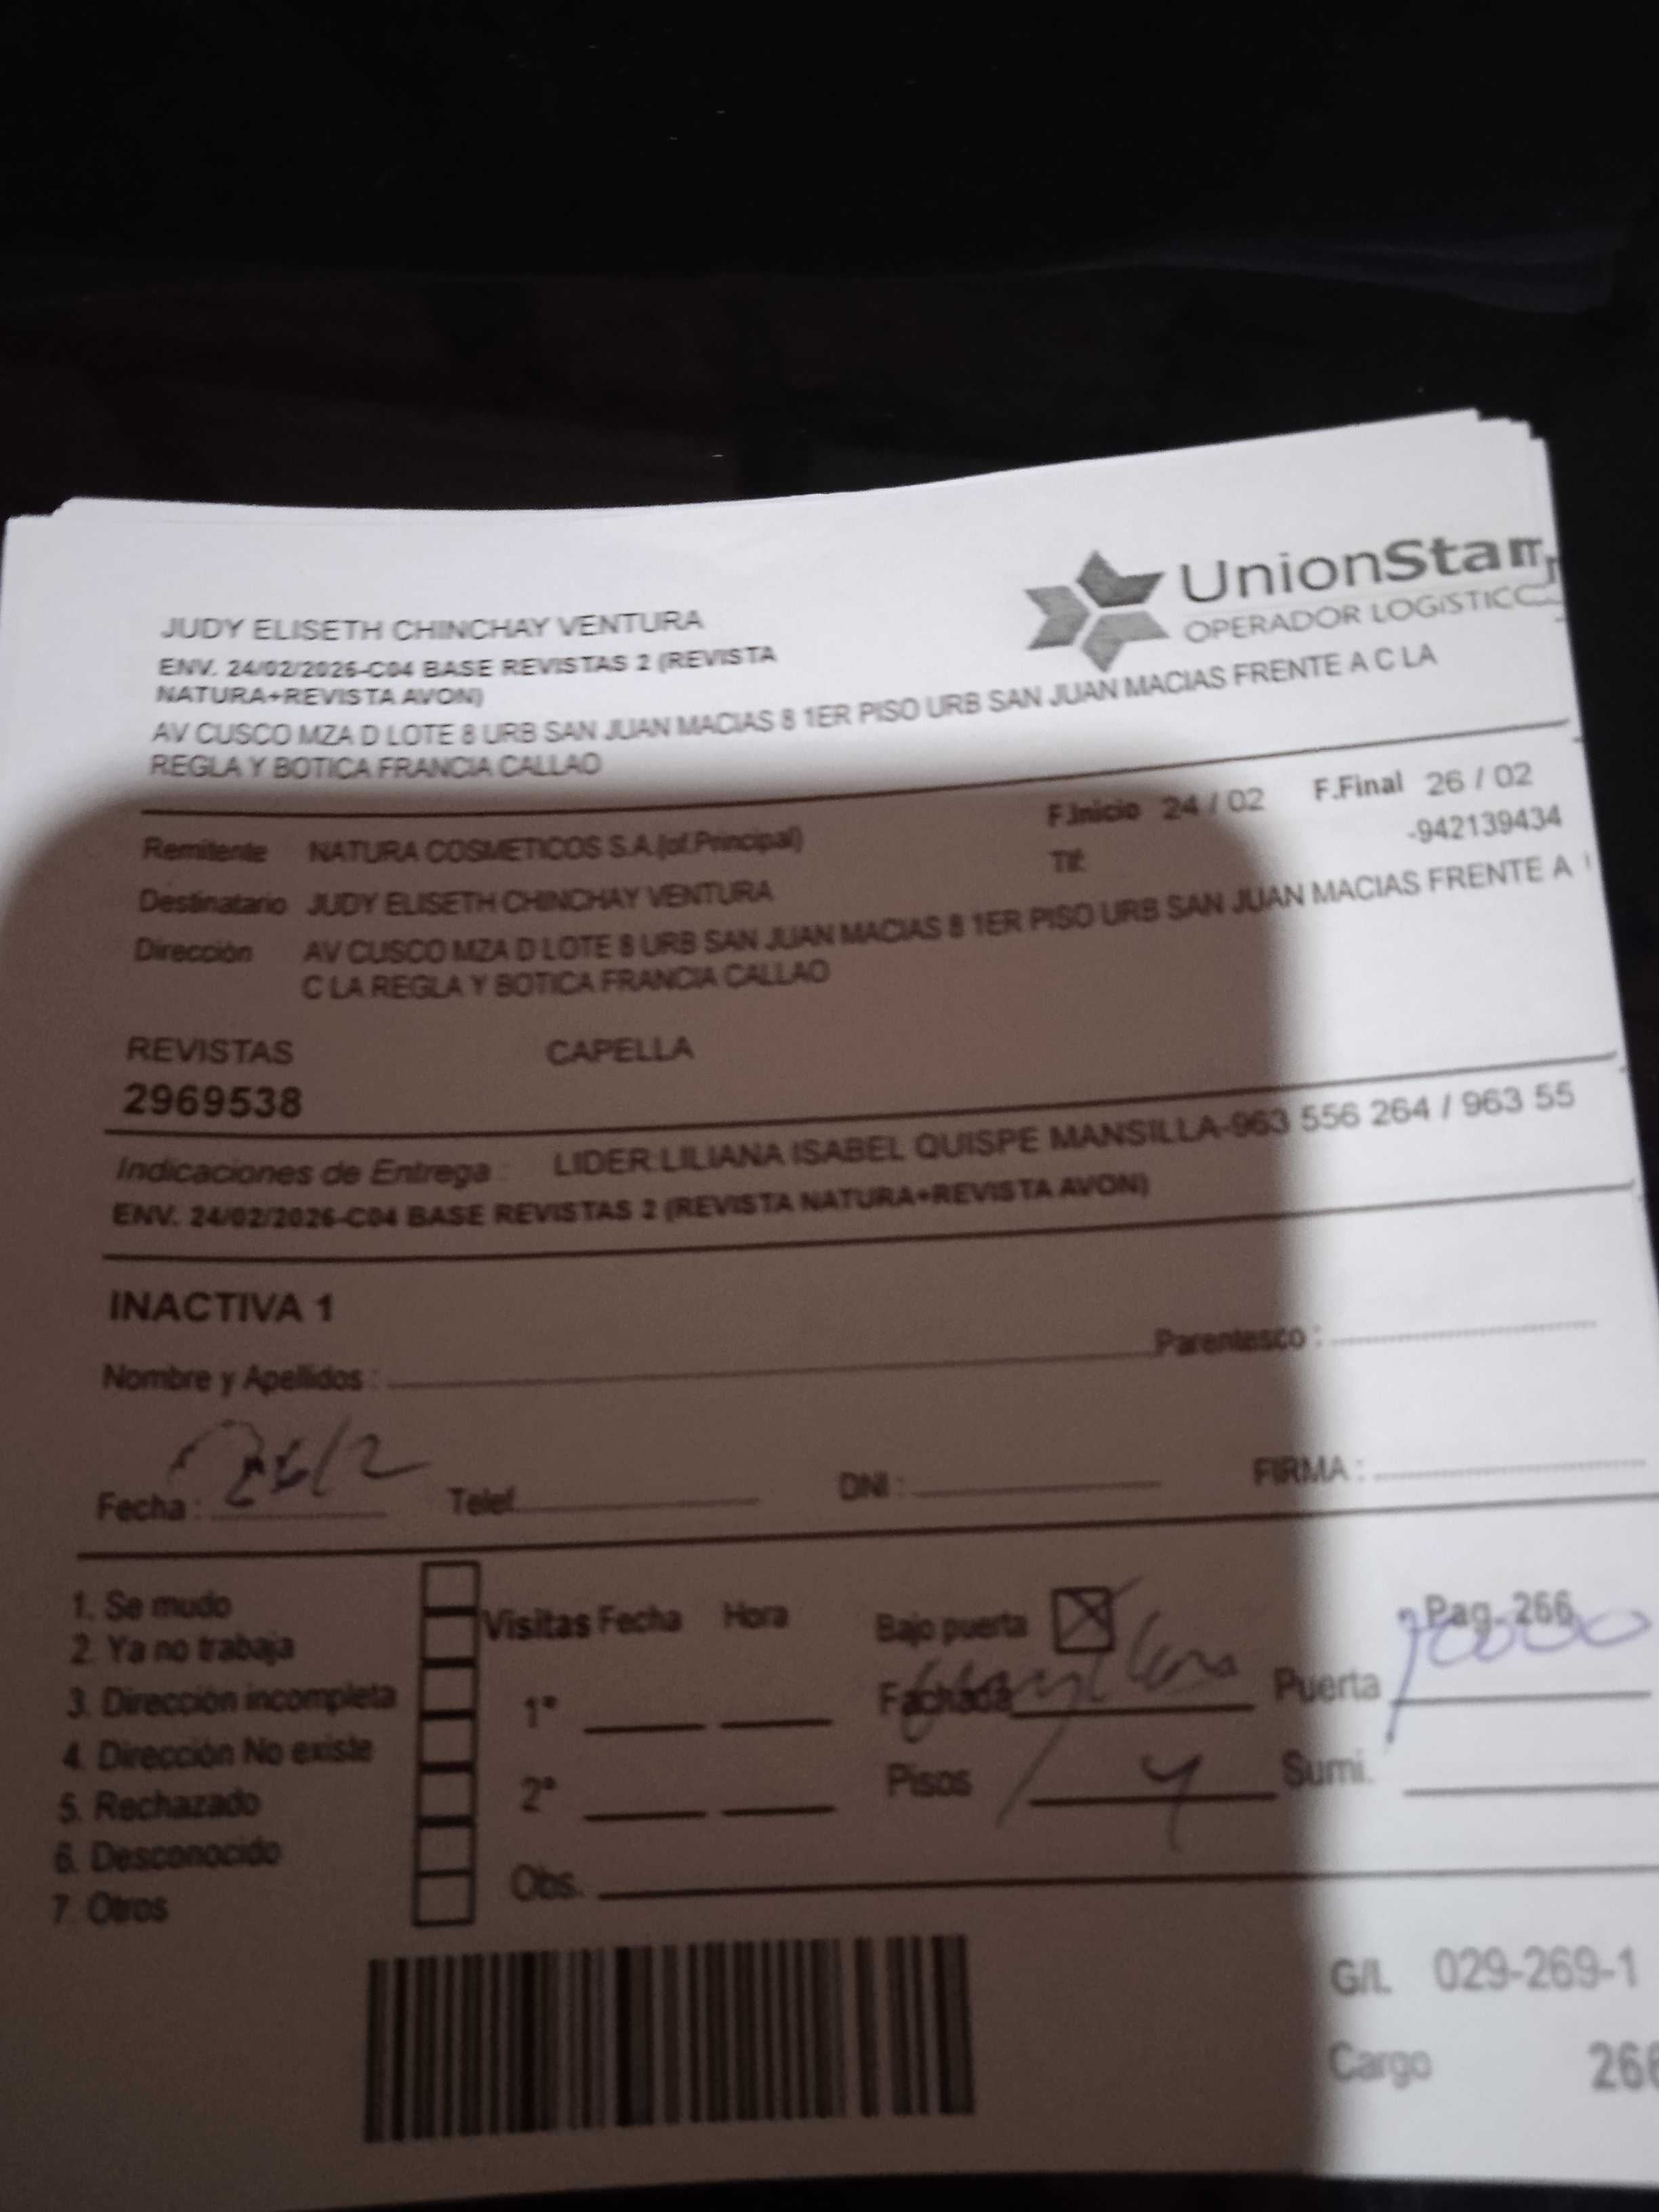 UnionStar
OPERADOR LOGÍSTICO
JUDY ELISETH CHINCHAY VENTURA
ENV. 24/02/2026-C04 BASE REVISTAS 2 (REVISTA
NATURA+REVISTA AVON)
AV CUSCO MZA D LOTE 8 URB SAN JUAN MACIAS 8 1ER PISO URB SAN JUAN MACIAS FRENTE A C LA
REGLA Y BOTICA FRANCIA CALLAO
Remitente NATURA COSMETICOS S.A.(of.Principal) F.Inicio 24 / 02 F.Final 26 / 02
Tlf: -942139434
Destinatario JUDY ELISETH CHINCHAY VENTURA
Dirección AV CUSCO MZA D LOTE 8 URB SAN JUAN MACIAS 8 1ER PISO URB SAN JUAN MACIAS FRENTE A
C LA REGLA Y BOTICA FRANCIA CALLAO
REVISTAS CAPELLA
2969538
Indicaciones de Entrega : LIDER:LILIANA ISABEL QUISPE MANSILLA-963 556 264 / 963 55
ENV. 24/02/2026-C04 BASE REVISTAS 2 (REVISTA NATURA+REVISTA AVON)
INACTIVA 1
Nombre y Apellidos : Parentesco :
Fecha : Telef. DNI : FIRMA :
1. Se mudo
2. Ya no trabaja
3. Dirección incompleta
4. Dirección No existe
5. Rechazado
6. Desconocido
7. Otros
Visitas Fecha Hora
1°
2°
Obs.
Bajo puerta Pag. 266
Fachada Puerta
Pisos 4 Sumi.
G/L 029-269-1
Cargo 266